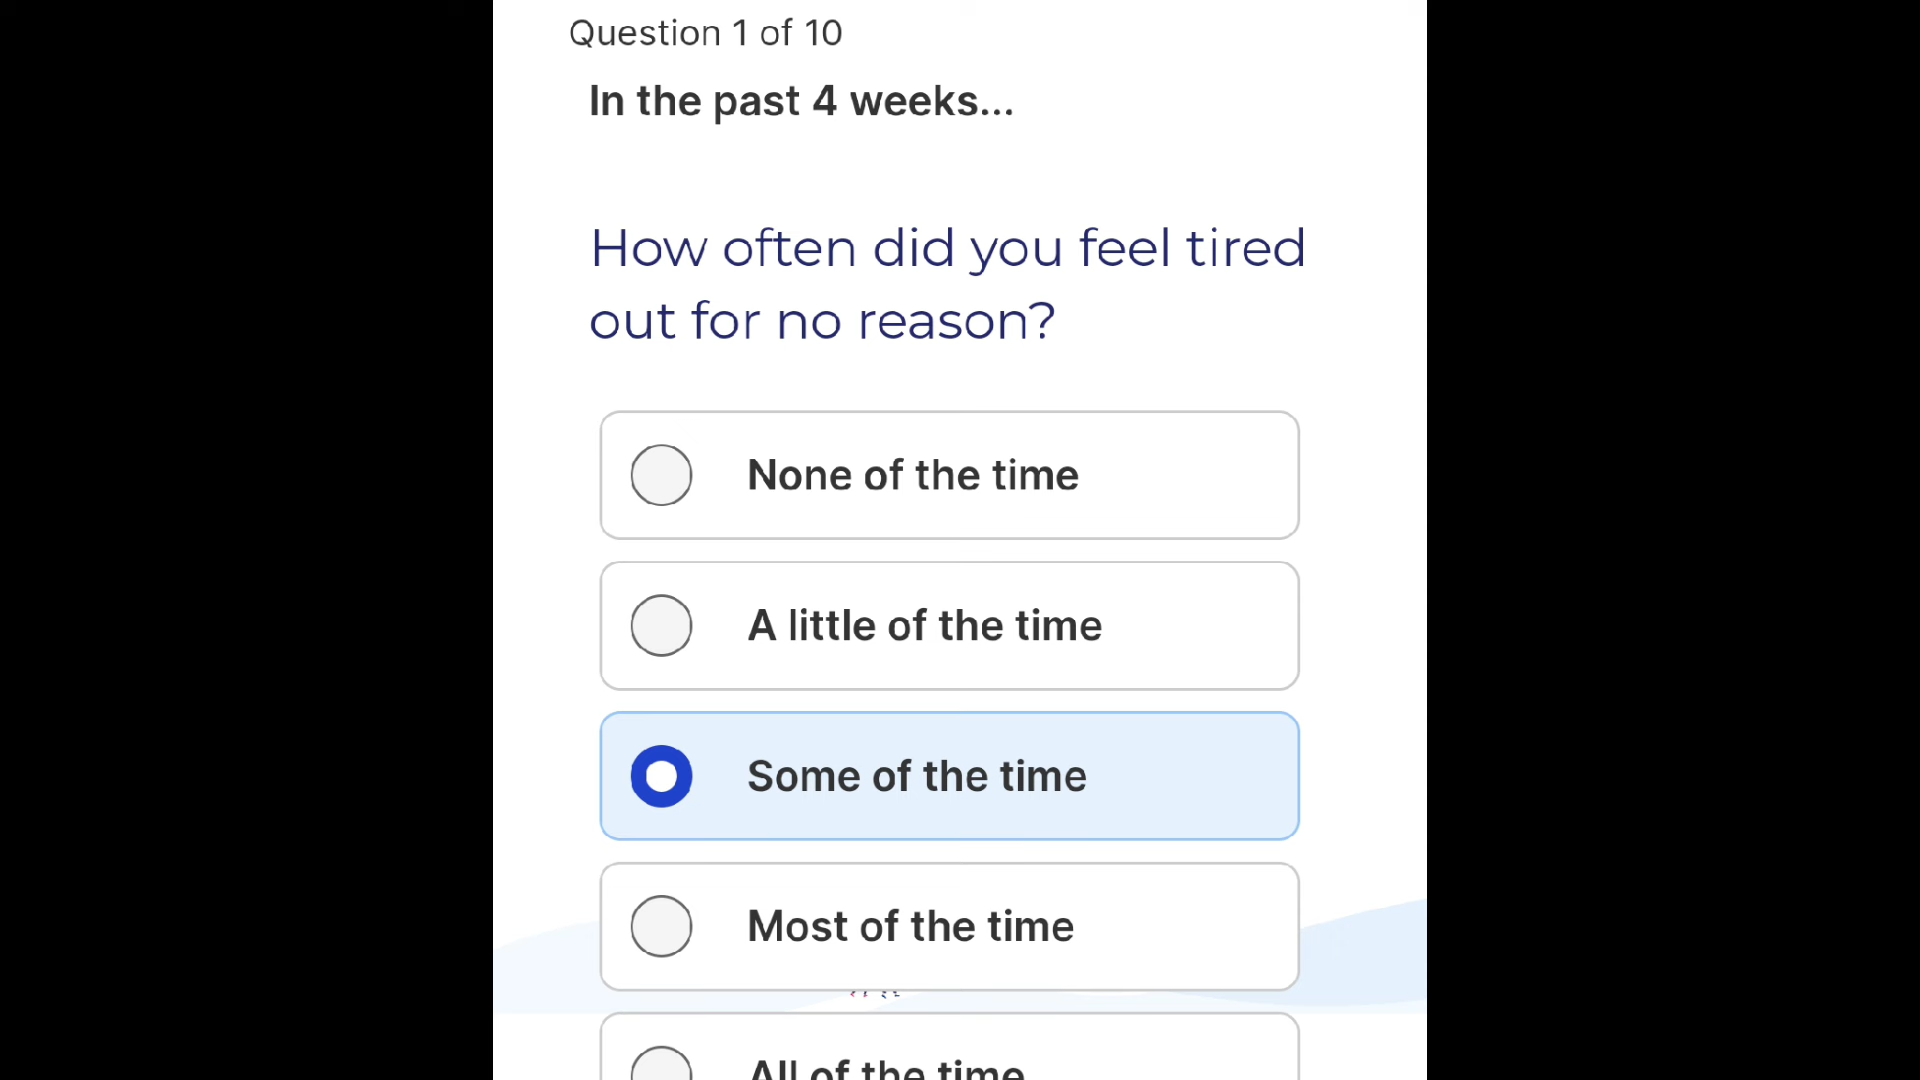 Question 1 of 10
In the past 4 weeks...
How often did you feel tired
out for no reason?
None of the time
A little of the time
Some of the time
Most of the time
All of the time